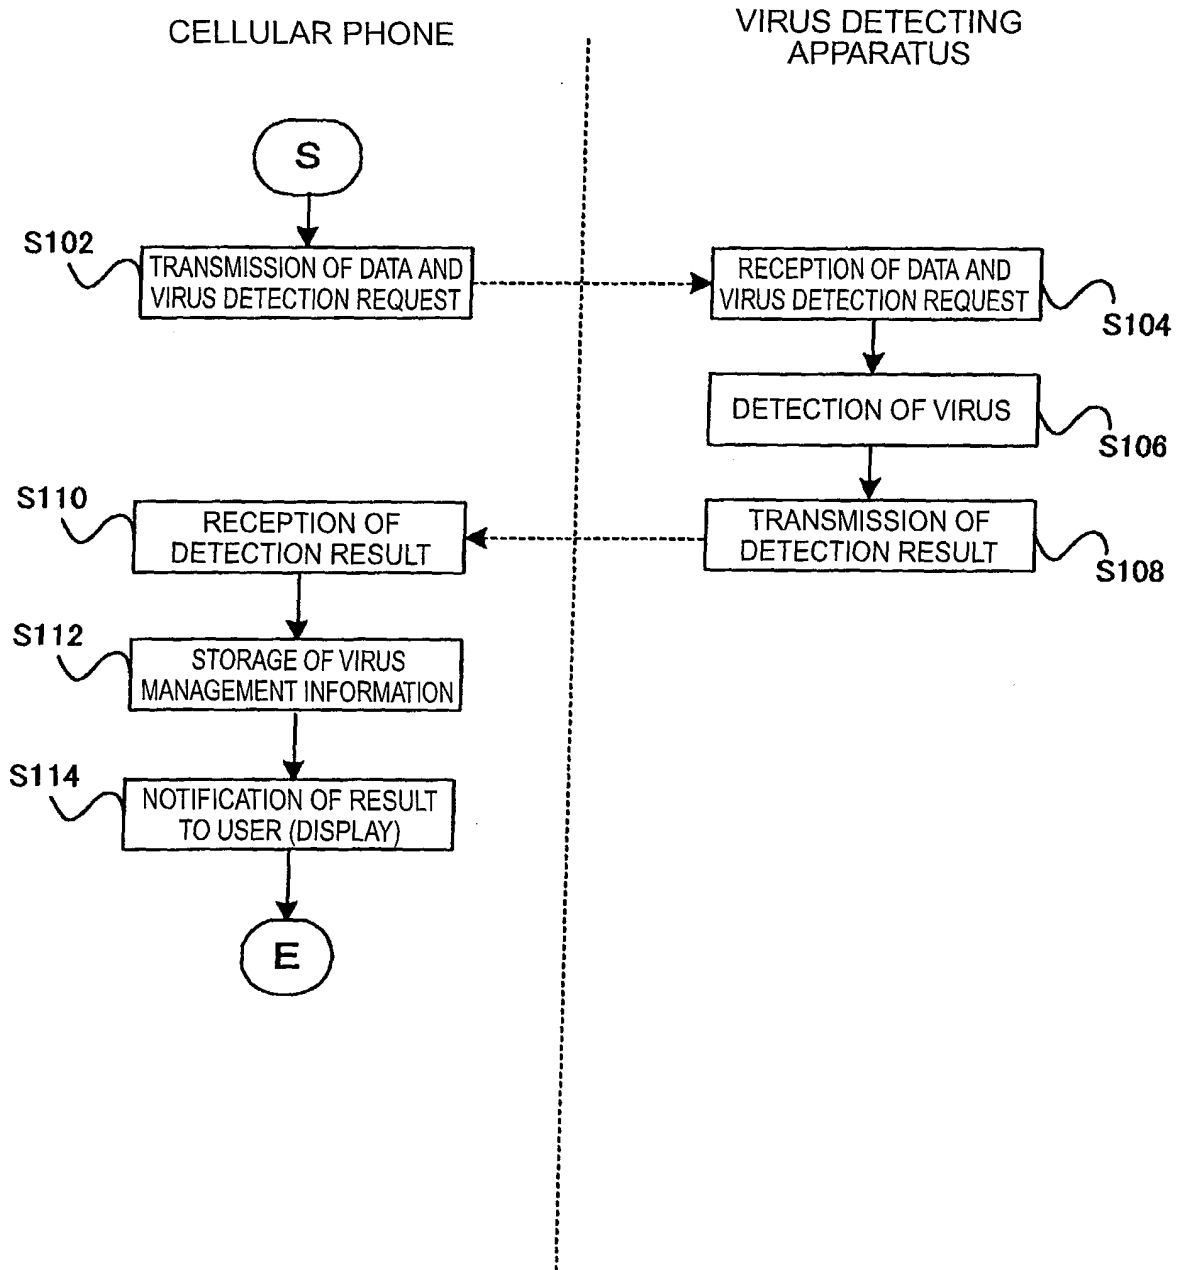 CELLULAR PHONE
VIRUS DETECTING
APPARATUS
S
S102
TRANSMISSION OF DATA AND
VIRUS DETECTION REQUEST
RECEPTION OF DATA AND
VIRUS DETECTION REQUEST
S104
DETECTION OF VIRUS
S106
S110
RECEPTION OF
DETECTION RESULT
TRANSMISSION OF
DETECTION RESULT
S108
S112
STORAGE OF VIRUS
MANAGEMENT INFORMATION
S114
NOTIFICATION OF RESULT
TO USER (DISPLAY)
E